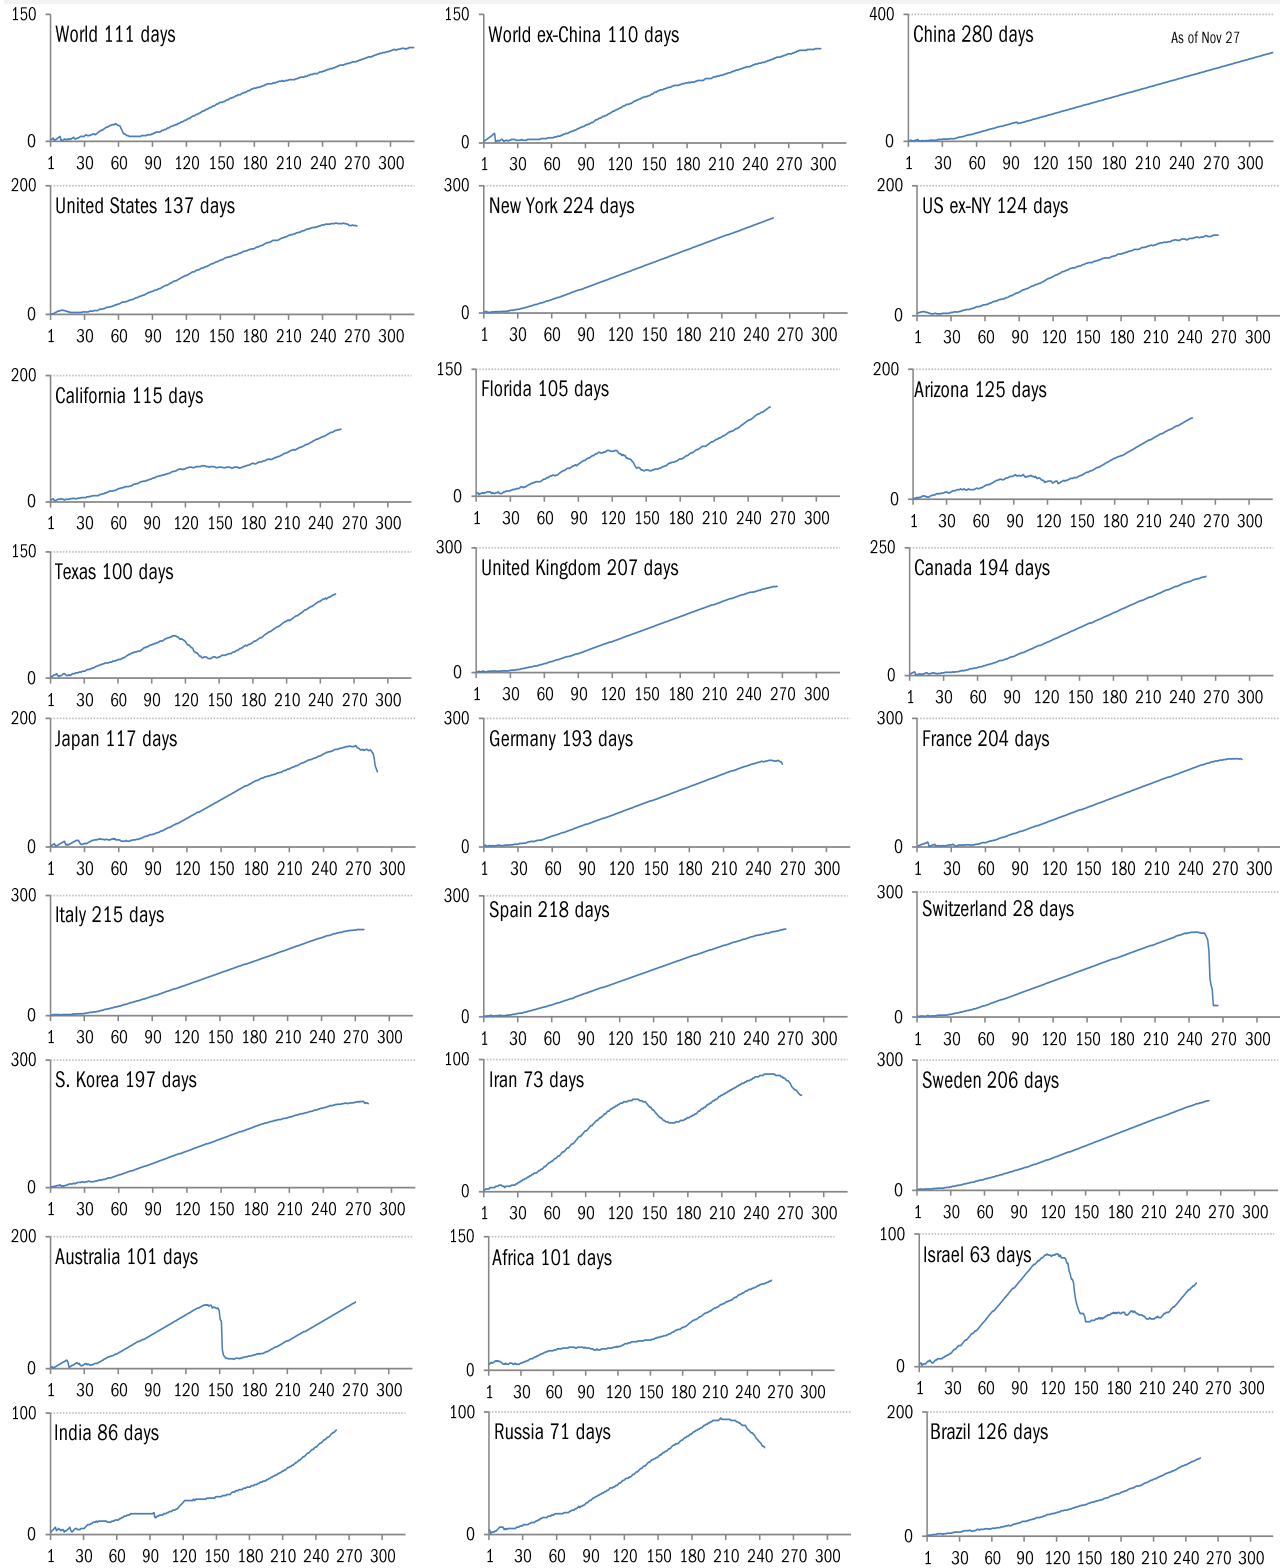 150 150 400
World 111 days World ex-China 110 days China 280 days As of Nov 27
0 0 0
1 30 60 90 120 150 180 210 240 270 300 1 30 60 90 120 150 180 210 240 270 300 1 30 60 90 120 150 180 210 240 270 300
200 300 200
United States 137 days New York 224 days US ex-NY 124 days
0 0 0
1 30 60 90 120 150 180 210 240 270 300 1 30 60 90 120 150 180 210 240 270 300 1 30 60 90 120 150 180 210 240 270 300
200 150 200
California 115 days Florida 105 days Arizona 125 days
0 0 0
1 30 60 90 120 150 180 210 240 270 300 1 30 60 90 120 150 180 210 240 270 300 1 30 60 90 120 150 180 210 240 270 300
150 300 250
Texas 100 days United Kingdom 207 days Canada 194 days
0 0 0
1 30 60 90 120 150 180 210 240 270 300 1 30 60 90 120 150 180 210 240 270 300 1 30 60 90 120 150 180 210 240 270 300
200 300 300
Japan 117 days Germany 193 days France 204 days
0 0 0
1 30 60 90 120 150 180 210 240 270 300 1 30 60 90 120 150 180 210 240 270 300 1 30 60 90 120 150 180 210 240 270 300
300 300 300
Italy 215 days Spain 218 days Switzerland 28 days
0 0 0
1 30 60 90 120 150 180 210 240 270 300 1 30 60 90 120 150 180 210 240 270 300 1 30 60 90 120 150 180 210 240 270 300
300 100 300
S. Korea 197 days Iran 73 days Sweden 206 days
0 0 0
1 30 60 90 120 150 180 210 240 270 300 1 30 60 90 120 150 180 210 240 270 300 1 30 60 90 120 150 180 210 240 270 300
200 150 100
Australia 101 days Africa 101 days Israel 63 days
0 0 0
1 30 60 90 120 150 180 210 240 270 300 1 30 60 90 120 150 180 210 240 270 300 1 30 60 90 120 150 180 210 240 270 300
100 100 200
India 86 days Russia 71 days Brazil 126 days
0 0 0
1 30 60 90 120 150 180 210 240 270 300 1 30 60 90 120 150 180 210 240 270 300 1 30 60 90 120 150 180 210 240 270 300